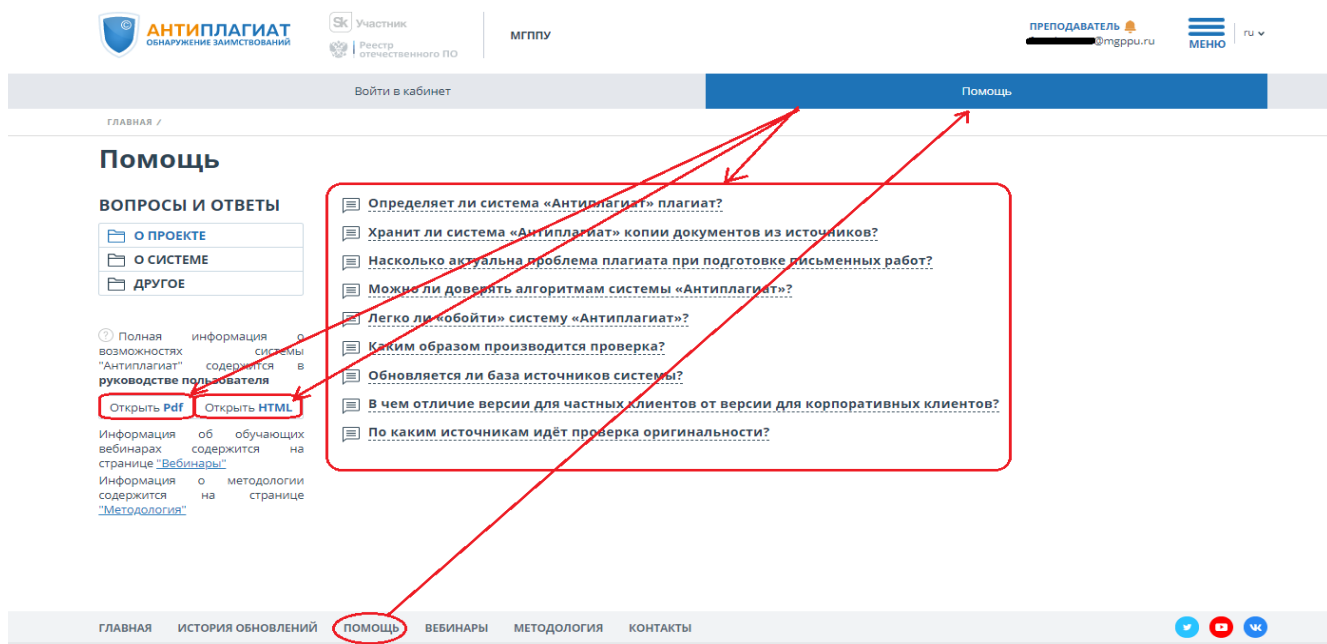 АНТИПЛАГИАТ
ОБНАРУЖЕНИЕ ЗАИМСТВОВАНИЙ
Sk Участник
Реестр
отечественного ПО
МГППУ
ПРЕПОДАВАТЕЛЬ
@mgppu.ru
МЕНЮ
ru
Войти в кабинет
Помощь
ГЛАВНАЯ /
Помощь
ВОПРОСЫ И ОТВЕТЫ
О ПРОЕКТЕ
О СИСТЕМЕ
ДРУГОЕ
Полная информация о
возможностях системы
"Антиплагиат" содержится в
руководстве пользователя
Открыть Pdf
Открыть HTML
Информация об обучающих
вебинарах содержится на
странице "Вебинары"
Информация о методологии
содержится на странице
"Методология"
Определяет ли система «Антиплагиат» плагиат?
Хранит ли система «Антиплагиат» копии документов из источников?
Насколько актуальна проблема плагиата при подготовке письменных работ?
Можно ли доверять алгоритмам системы «Антиплагиат»?
Легко ли «обойти» систему «Антиплагиат»?
Каким образом производится проверка?
Обновляется ли база источников системы?
В чем отличие версии для частных клиентов от версии для корпоративных клиентов?
По каким источникам идёт проверка оригинальности?
ГЛАВНАЯ ИСТОРИЯ ОБНОВЛЕНИЙ ПОМОЩЬ ВЕБИНАРЫ МЕТОДОЛОГИЯ КОНТАКТЫ